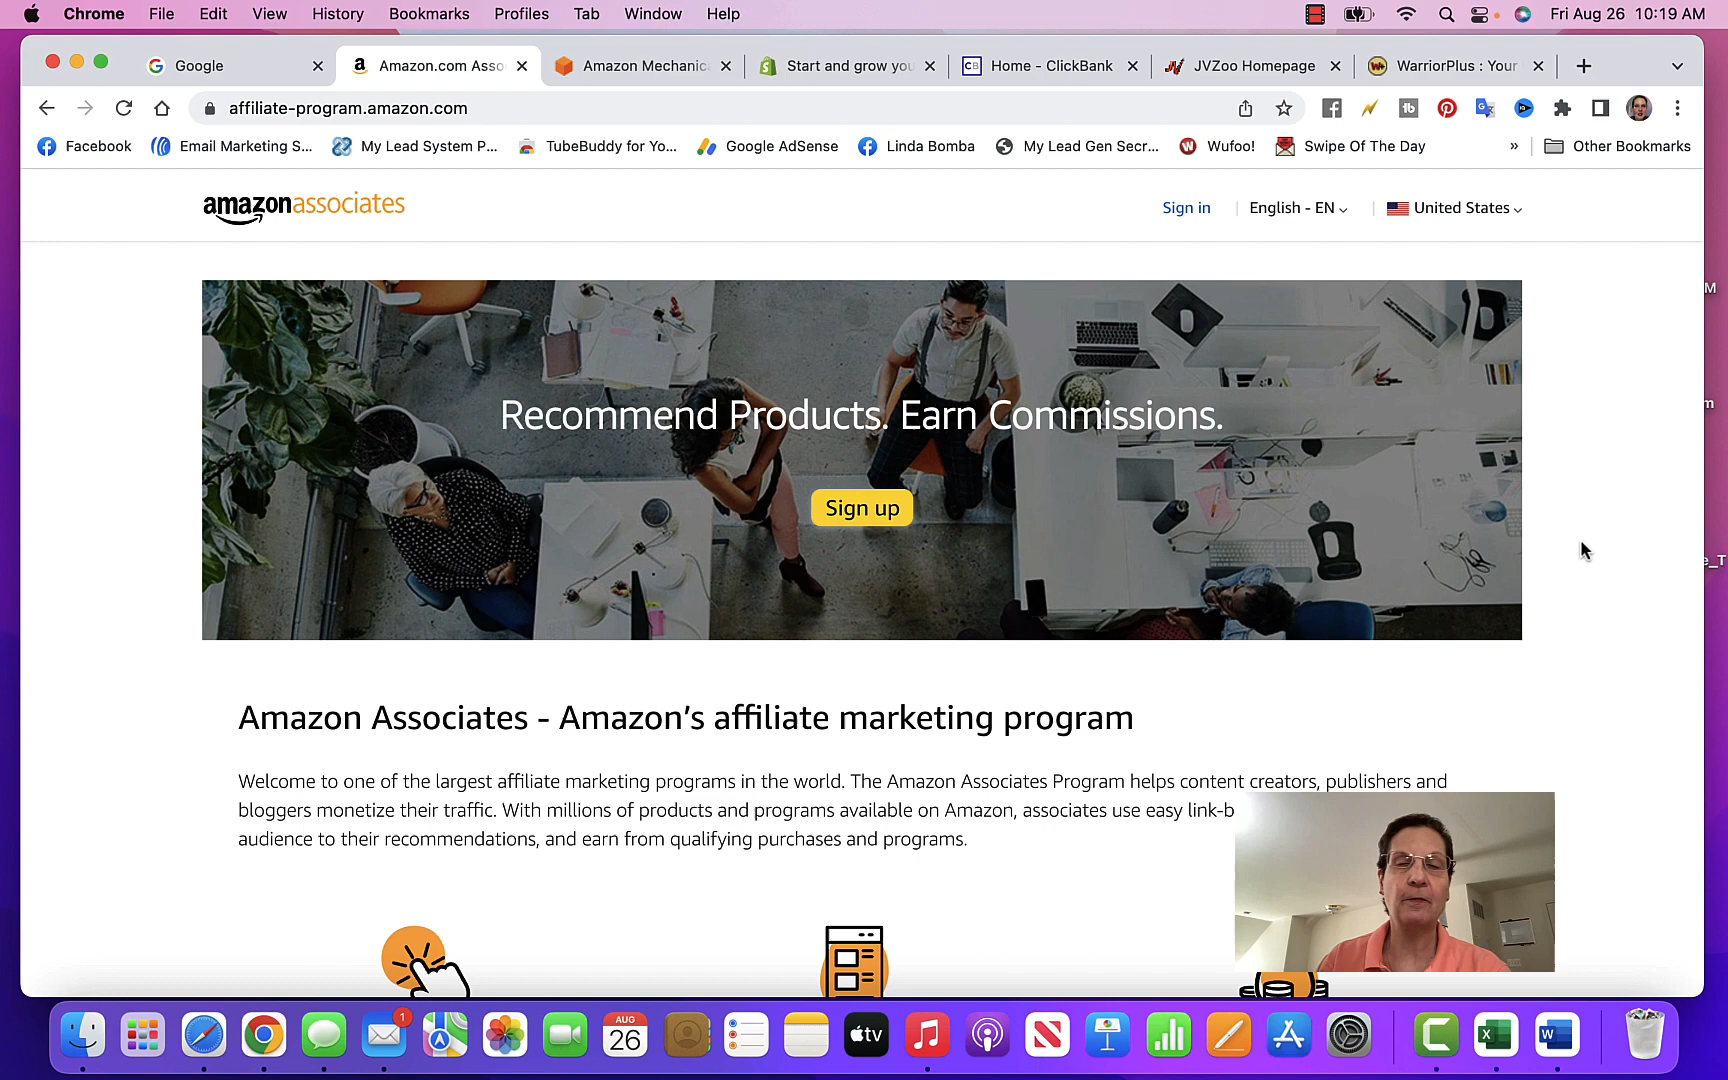 Chrome File Edit View History Bookmarks Profiles Tab Window Help Fri Aug 26 10:19 AM
Google Amazon.com Asso Amazon Mechanic Start and grow you Home - ClickBank JVZoo Homepage WarriorPlus : Your
affiliate-program.amazon.com
Facebook Email Marketing S... My Lead System P... TubeBuddy for Yo... Google AdSense Linda Bomba My Lead Gen Secr... Wufoo! Swipe Of The Day » Other Bookmarks
amazonassociates Sign in English - EN United States
Recommend Products. Earn Commissions.
Sign up
Amazon Associates - Amazon’s affiliate marketing program
Welcome to one of the largest affiliate marketing programs in the world. The Amazon Associates Program helps content creators, publishers and
bloggers monetize their traffic. With millions of products and programs available on Amazon, associates use easy link-b
audience to their recommendations, and earn from qualifying purchases and programs.
1
AUG
26
tv